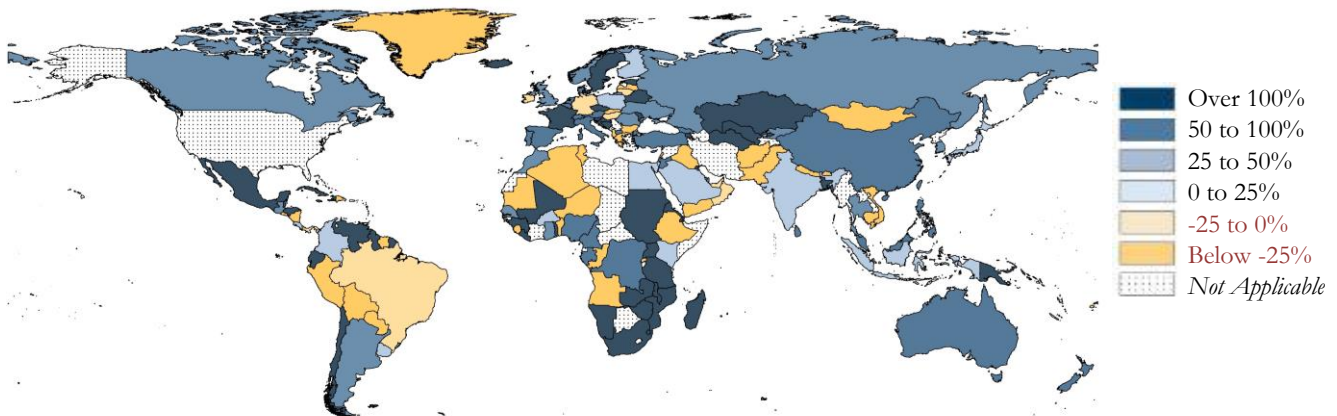 Over 100%
50 to 100%
25 to 50%
0 to 25%
-25 to 0%
Below -25%
Not Applicable